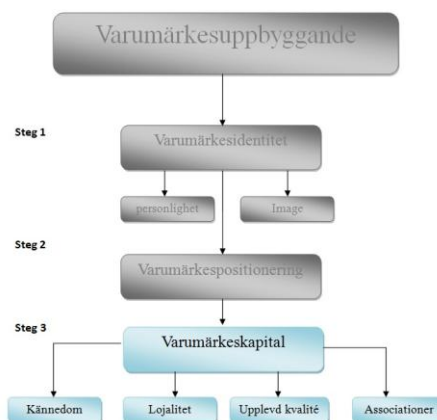 Varumärkesuppbyggande
Steg 1
Varumärkesidentitet
personlighet
Image
Steg 2
Varumärkespositionering
Steg 3
Varumärkeskapital
Kännedom
Lojalitet
Upplevd kvalité
Associationer